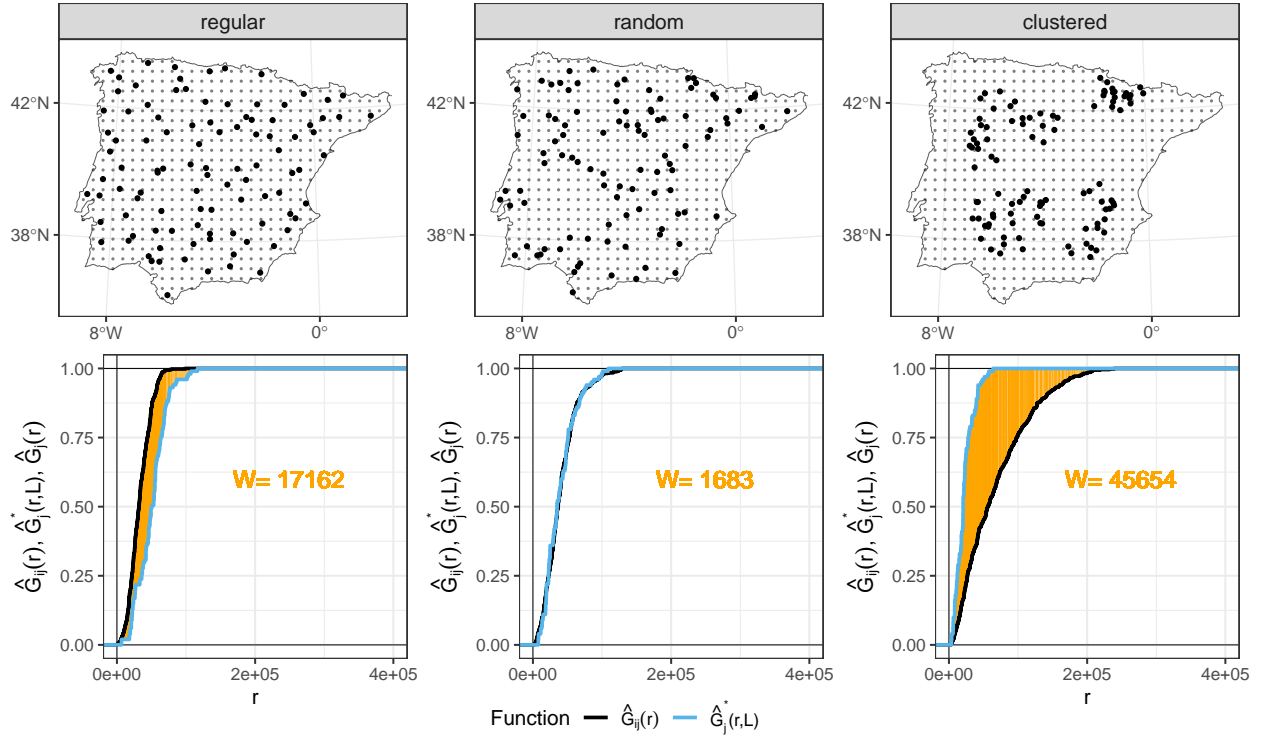 regular
random
clustered
42°N
38°N
8°W
0°
42°N
38°N
8°W
0°
42°N
38°N
8°W
0°
Ĝij(r), Ĝj*(r,L), Ĝj(r)
1.00
0.75
0.50
0.25
0.00
W= 17162
0e+00
2e+05
4e+05
r
Ĝij(r), Ĝj*(r,L), Ĝj(r)
1.00
0.75
0.50
0.25
0.00
W= 1683
0e+00
2e+05
4e+05
Ĝij(r), Ĝj*(r,L), Ĝj(r)
1.00
0.75
0.50
0.25
0.00
W= 45654
0e+00
2e+05
4e+05
r
Function Ĝij(r) Ĝj*(r,L)